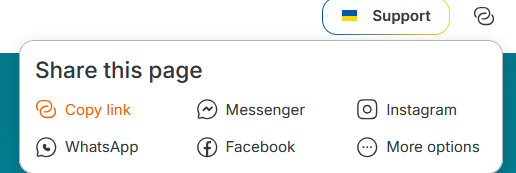 Support
Share this page
Copy link Messenger Instagram
WhatsApp Facebook More options